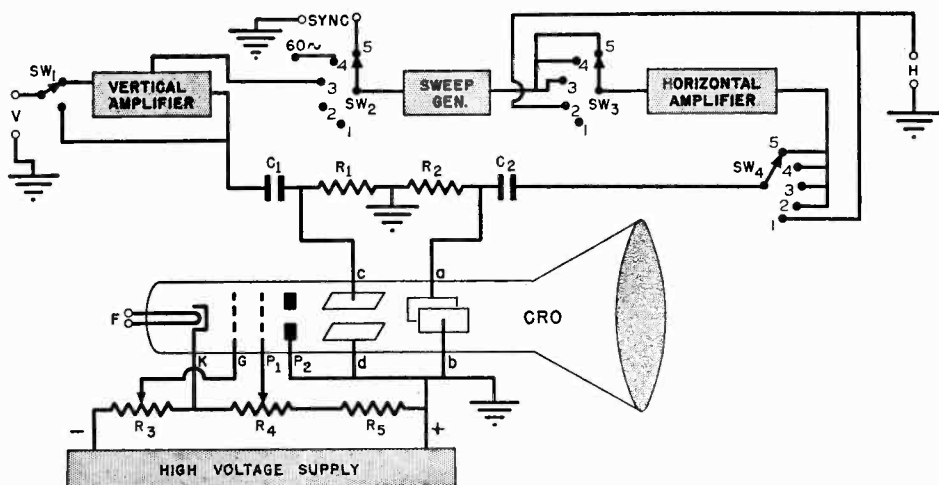 SYNC
60~
5
4
3
2
1
SW2
SW1
V
VERTICAL
AMPLIFIER
SWEEP
GEN.
5
4
3
2
1
SW3
HORIZONTAL
AMPLIFIER
H
C1
R1
R2
C2
SW4
5
4
3
2
1
c
a
F
CRO
K
G
P1
P2
d
b
R3
R4
R5
-
+
HIGH VOLTAGE SUPPLY